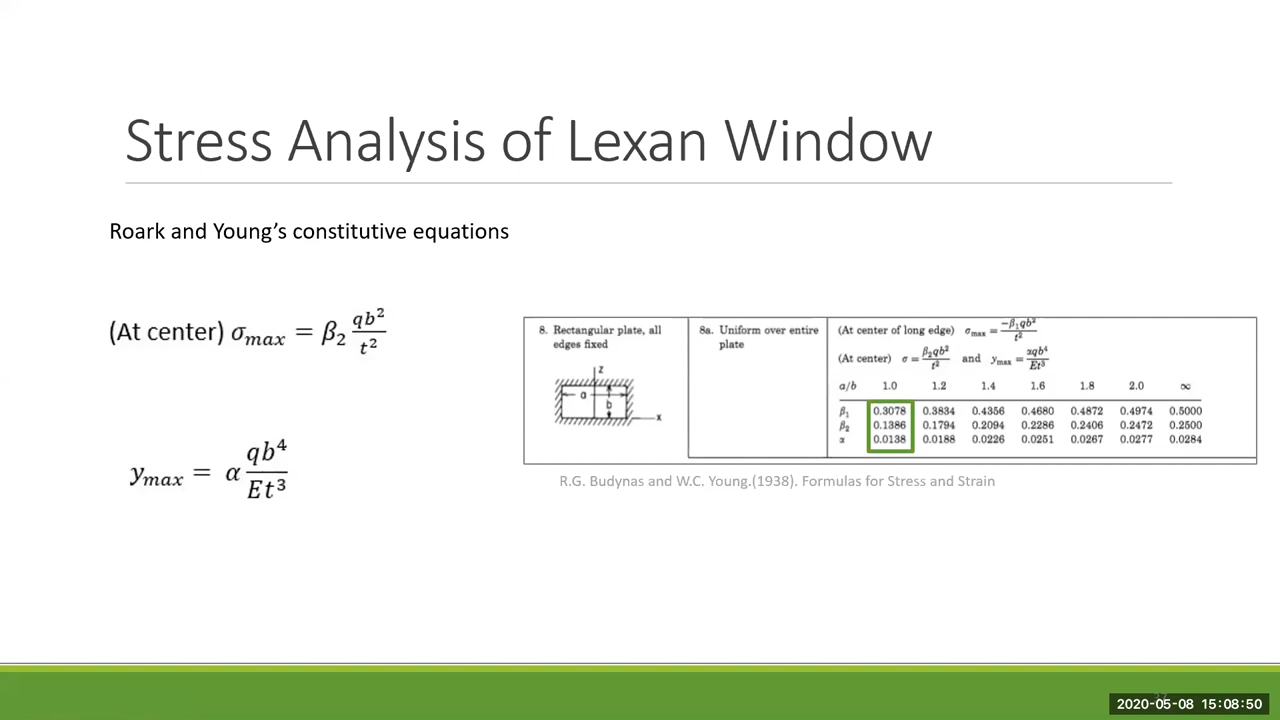 Stress Analysis of Lexan Window
Roark and Young's constitutive equations
(At center) σmax = β2 qb²/t²
ymax = α qb⁴/Et³
8. Rectangular plate, all
edges fixed
z
a
b
x
8a. Uniform over entire
plate
(At center of long edge) σmax = −β1qb²/t²
(At center) σ = β2qb²/t² and ymax = αqb⁴/Et³
a/b 1.0 1.2 1.4 1.6 1.8 2.0 ∞
β1 0.3078 0.3834 0.4356 0.4680 0.4872 0.4974 0.5000
β2 0.1386 0.1794 0.2094 0.2286 0.2406 0.2472 0.2500
α 0.0138 0.0188 0.0226 0.0251 0.0267 0.0277 0.0284
R.G. Budynas and W.C. Young.(1938). Formulas for Stress and Strain
2020-05-08 15:08:50